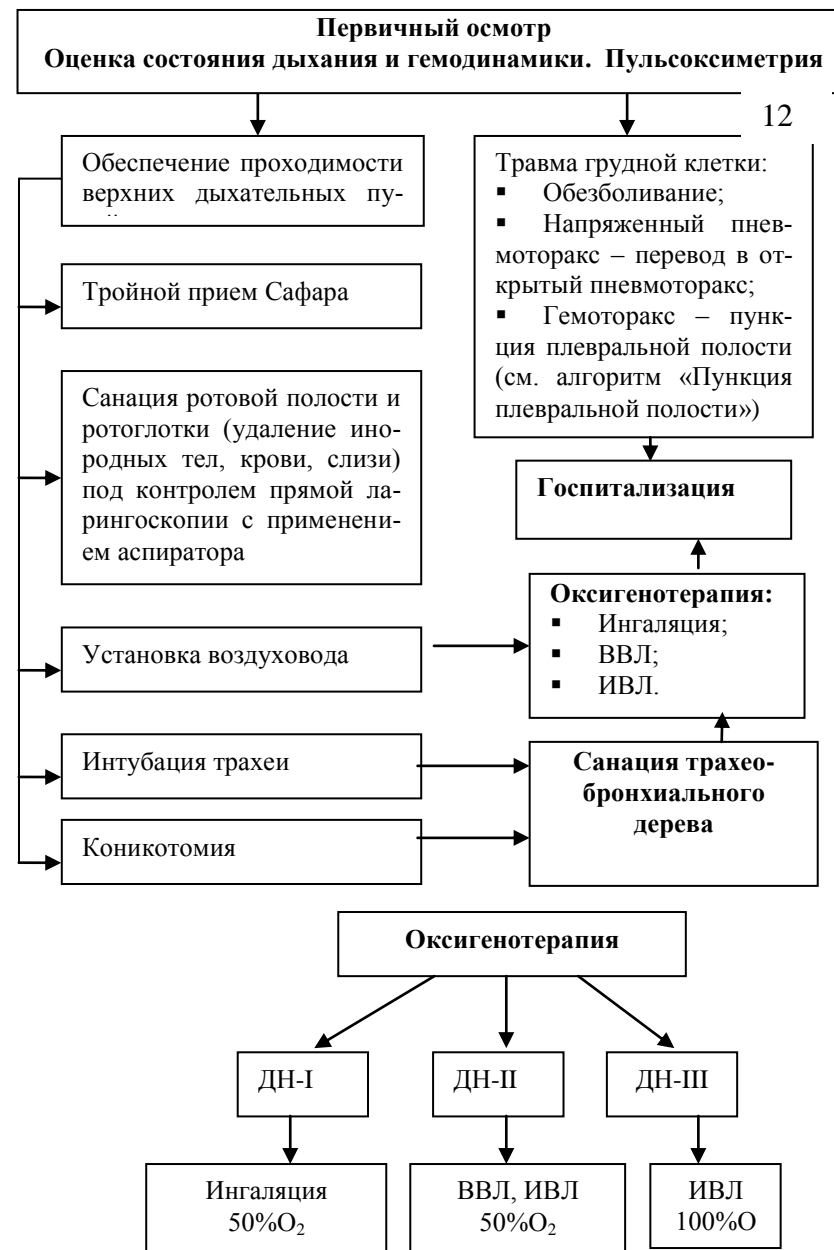 Первичный осмотр
Оценка состояния дыхания и гемодинамики. Пульсоксиметрия
12
Обеспечение проходимости
верхних дыхательных пу-
Тройной прием Сафара
Санация ротовой полости и
ротоглотки (удаление ино-
родных тел, крови, слизи)
под контролем прямой ла-
рингоскопии с применени-
ем аспиратора
Установка воздуховода
Интубация трахеи
Коникотомия
Травма грудной клетки:
▪ Обезболивание;
▪ Напряженный пнев-
моторакс – перевод в от-
крытый пневмоторакс;
▪ Гемоторакс – пунк-
ция плевральной полости
(см. алгоритм «Пункция
плевральной полости»)
Госпитализация
Оксигенотерапия:
▪ Ингаляция;
▪ ВВЛ;
▪ ИВЛ.
Санация трахео-
бронхиального
дерева
Оксигенотерапия
ДН-I
ДН-II
ДН-III
Ингаляция
50%O₂
ВВЛ, ИВЛ
50%O₂
ИВЛ
100%O